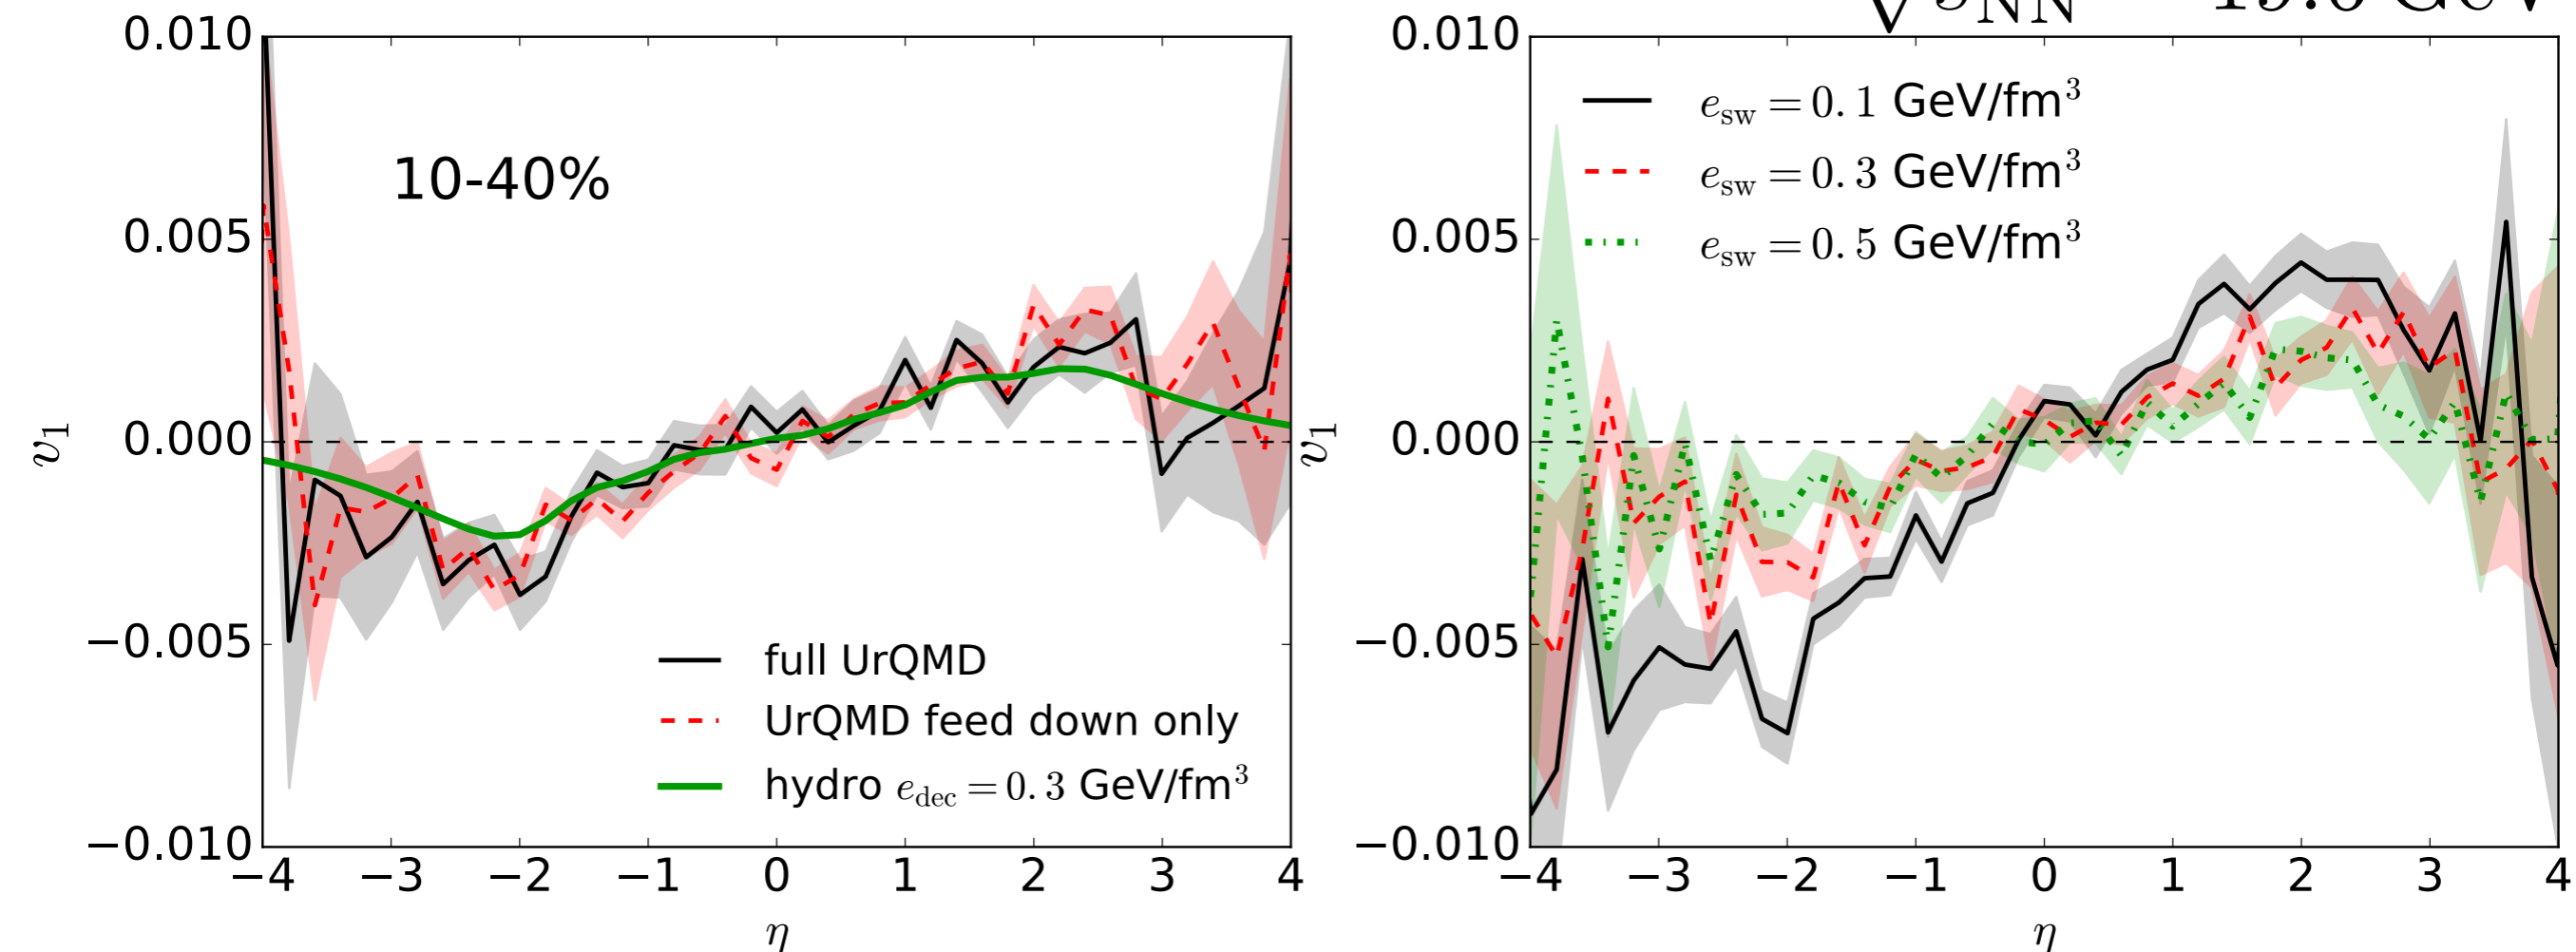 0.010
0.005
0.000
−0.005
−0.010
v1
10-40%
full UrQMD
UrQMD feed down only
hydro e_dec = 0.3 GeV/fm³
−4 −3 −2 −1 0 1 2 3 4
η
0.010
0.005
0.000
−0.005
−0.010
v1
e_sw = 0.1 GeV/fm³
e_sw = 0.3 GeV/fm³
e_sw = 0.5 GeV/fm³
−4 −3 −2 −1 0 1 2 3 4
η